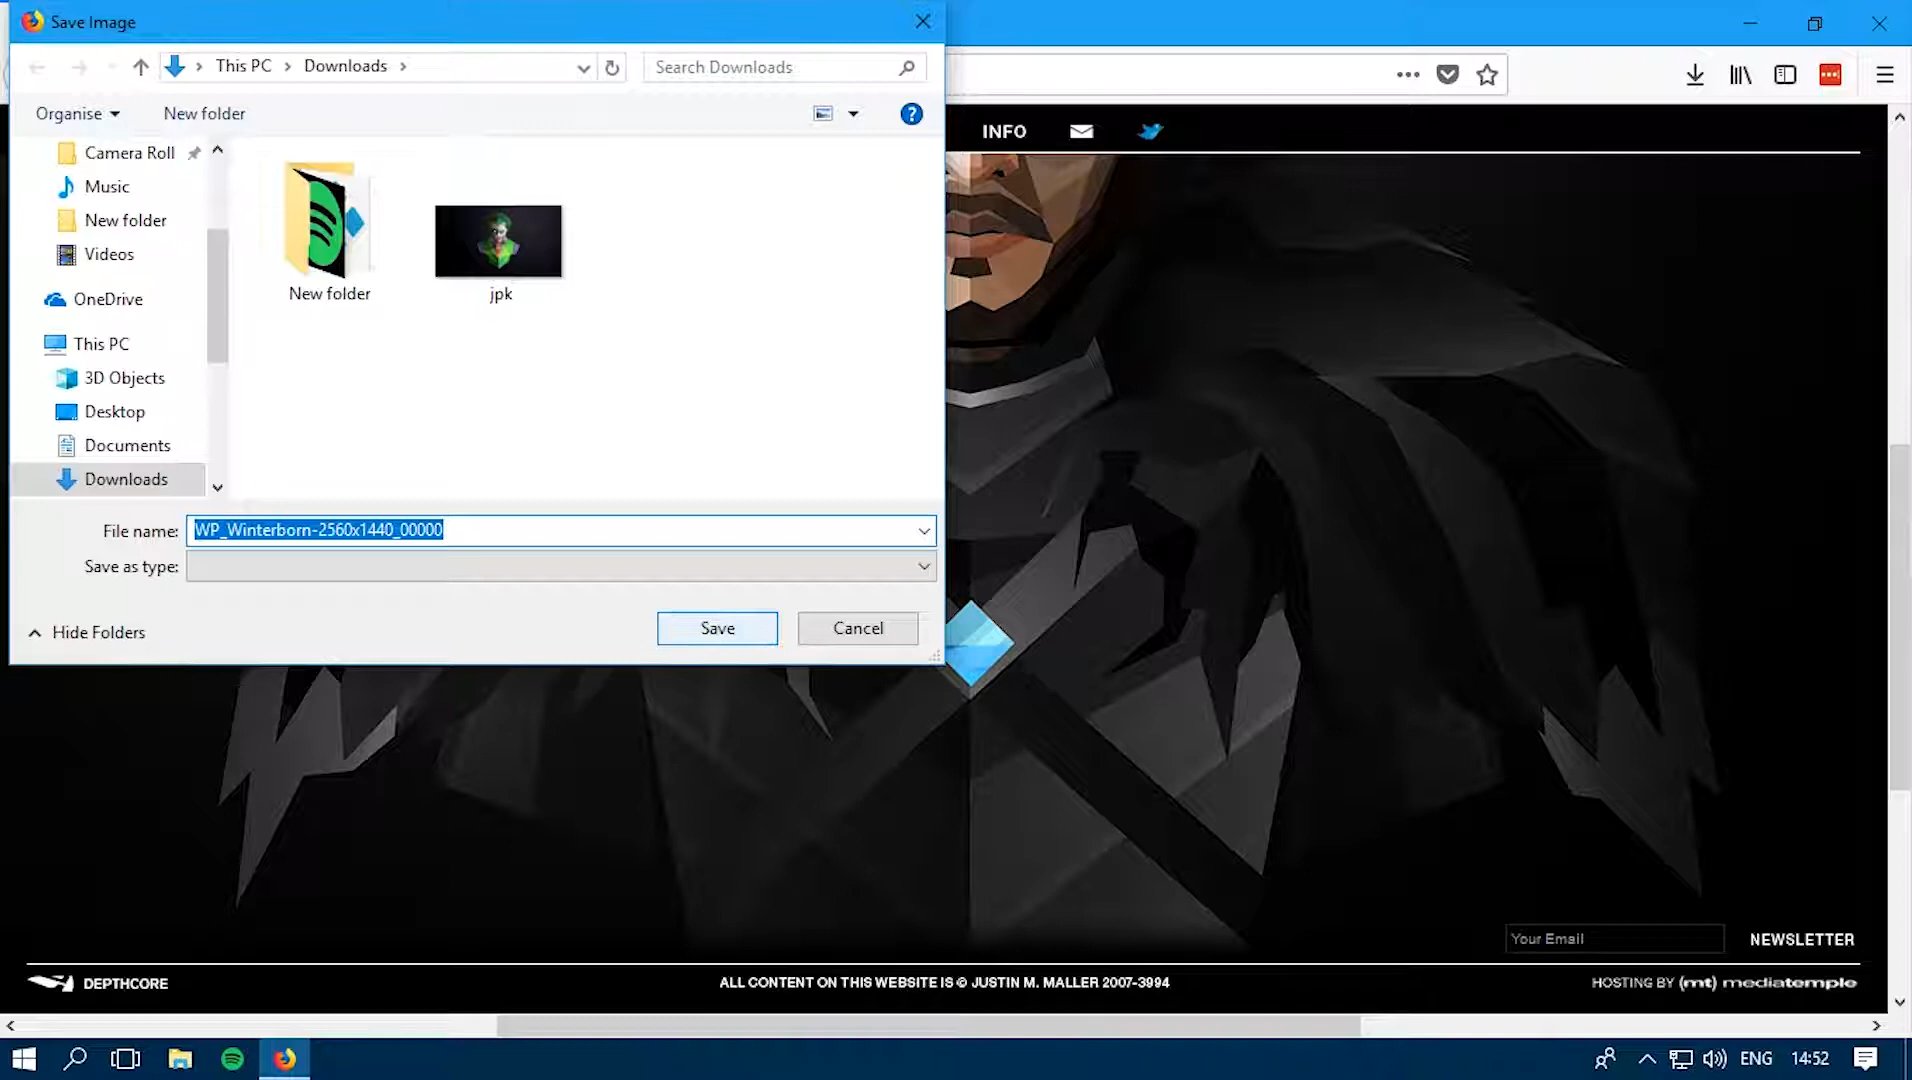 Save Image
This PC
Downloads
Search Downloads
Organise
New folder
Camera Roll
Music
New folder
Videos
OneDrive
This PC
3D Objects
Desktop
Documents
Downloads
New folder
jpk
File name:
WP_Winterborn-2560x1440_00000
Save as type:
Hide Folders
Save
Cancel
INFO
Your Email
NEWSLETTER
DEPTHCORE
ALL CONTENT ON THIS WEBSITE IS © JUSTIN M. MALLER 2007-3994
HOSTING BY (mt) mediatemple
ENG
14:52